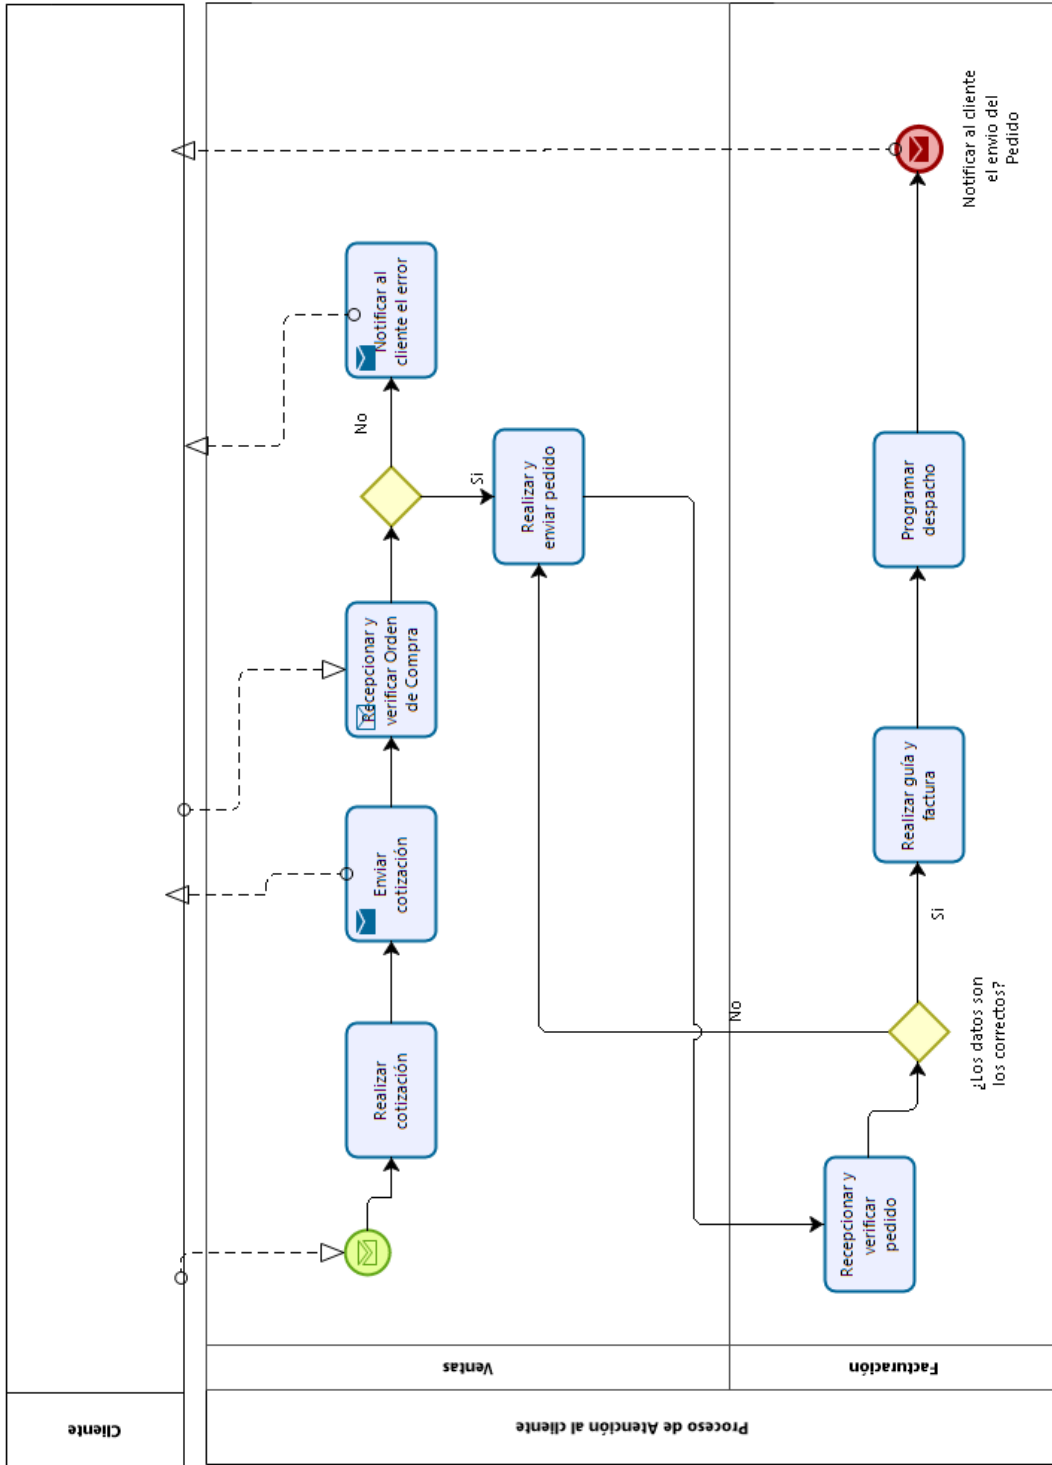 Cliente
Proceso de Atención al cliente
Ventas
Realizar
cotización
Enviar
cotización
Recepcionar y
verificar Orden
de Compra
No
Notificar al
cliente el error
Si
Realizar y
enviar pedido
Facturación
Recepcionar y
verificar
pedido
¿Los datos son
los correctos?
No
Si
Realizar guía y
factura
Programar
despacho
Notificar al cliente
el envio del
Pedido